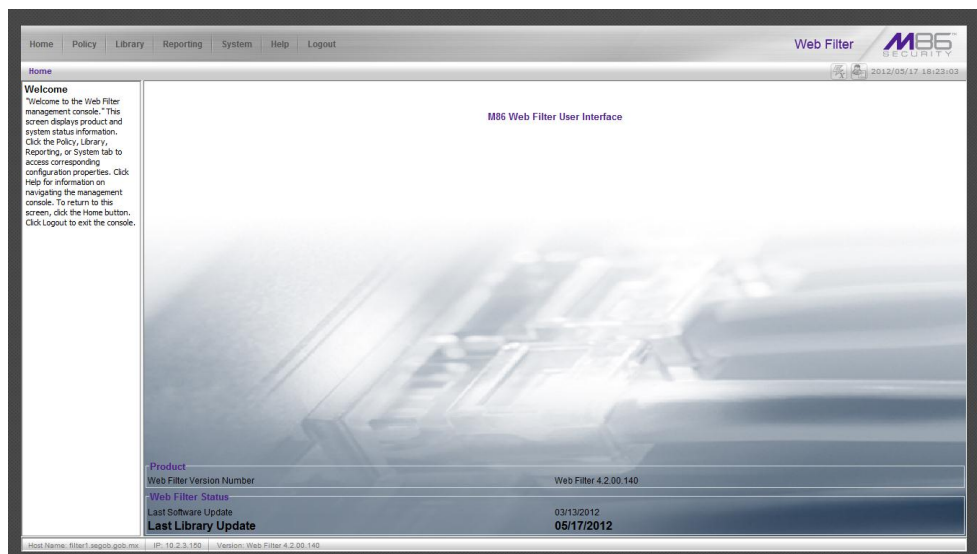 Home Policy Library Reporting System Help Logout
Web Filter
M86 SECURITY
Home
2012/05/17 18:23:03
Welcome
"Welcome to the Web Filter
management console." This
screen displays product and
system status information.
Click the Policy, Library,
Reporting, or System tab to
access corresponding
configuration properties. Click
Help for information on
navigating the management
console. To return to this
screen, click the Home button.
Click Logout to exit the console.
M86 Web Filter User Interface
Product
Web Filter Version Number Web Filter 4.2.00.140
Web Filter Status
Last Software Update 03/13/2012
Last Library Update 05/17/2012
Host Name: filter1.segob.gob.mx IP: 10.2.3.150 Version: Web Filter 4.2.00.140